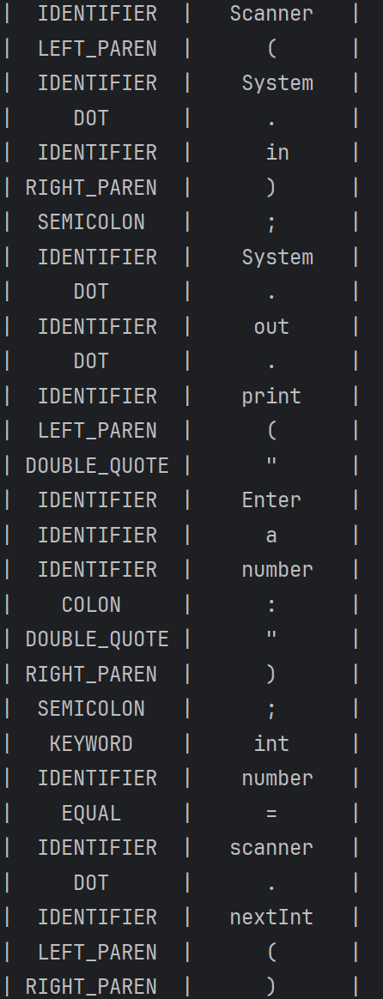 | IDENTIFIER | Scanner |
| LEFT_PAREN | ( |
| IDENTIFIER | System |
| DOT | . |
| IDENTIFIER | in |
| RIGHT_PAREN | ) |
| SEMICOLON | ; |
| IDENTIFIER | System |
| DOT | . |
| IDENTIFIER | out |
| DOT | . |
| IDENTIFIER | print |
| LEFT_PAREN | ( |
| DOUBLE_QUOTE | " |
| IDENTIFIER | Enter |
| IDENTIFIER | a |
| IDENTIFIER | number |
| COLON | : |
| DOUBLE_QUOTE | " |
| RIGHT_PAREN | ) |
| SEMICOLON | ; |
| KEYWORD | int |
| IDENTIFIER | number |
| EQUAL | = |
| IDENTIFIER | scanner |
| DOT | . |
| IDENTIFIER | nextInt |
| LEFT_PAREN | ( |
| RIGHT_PAREN | ) |